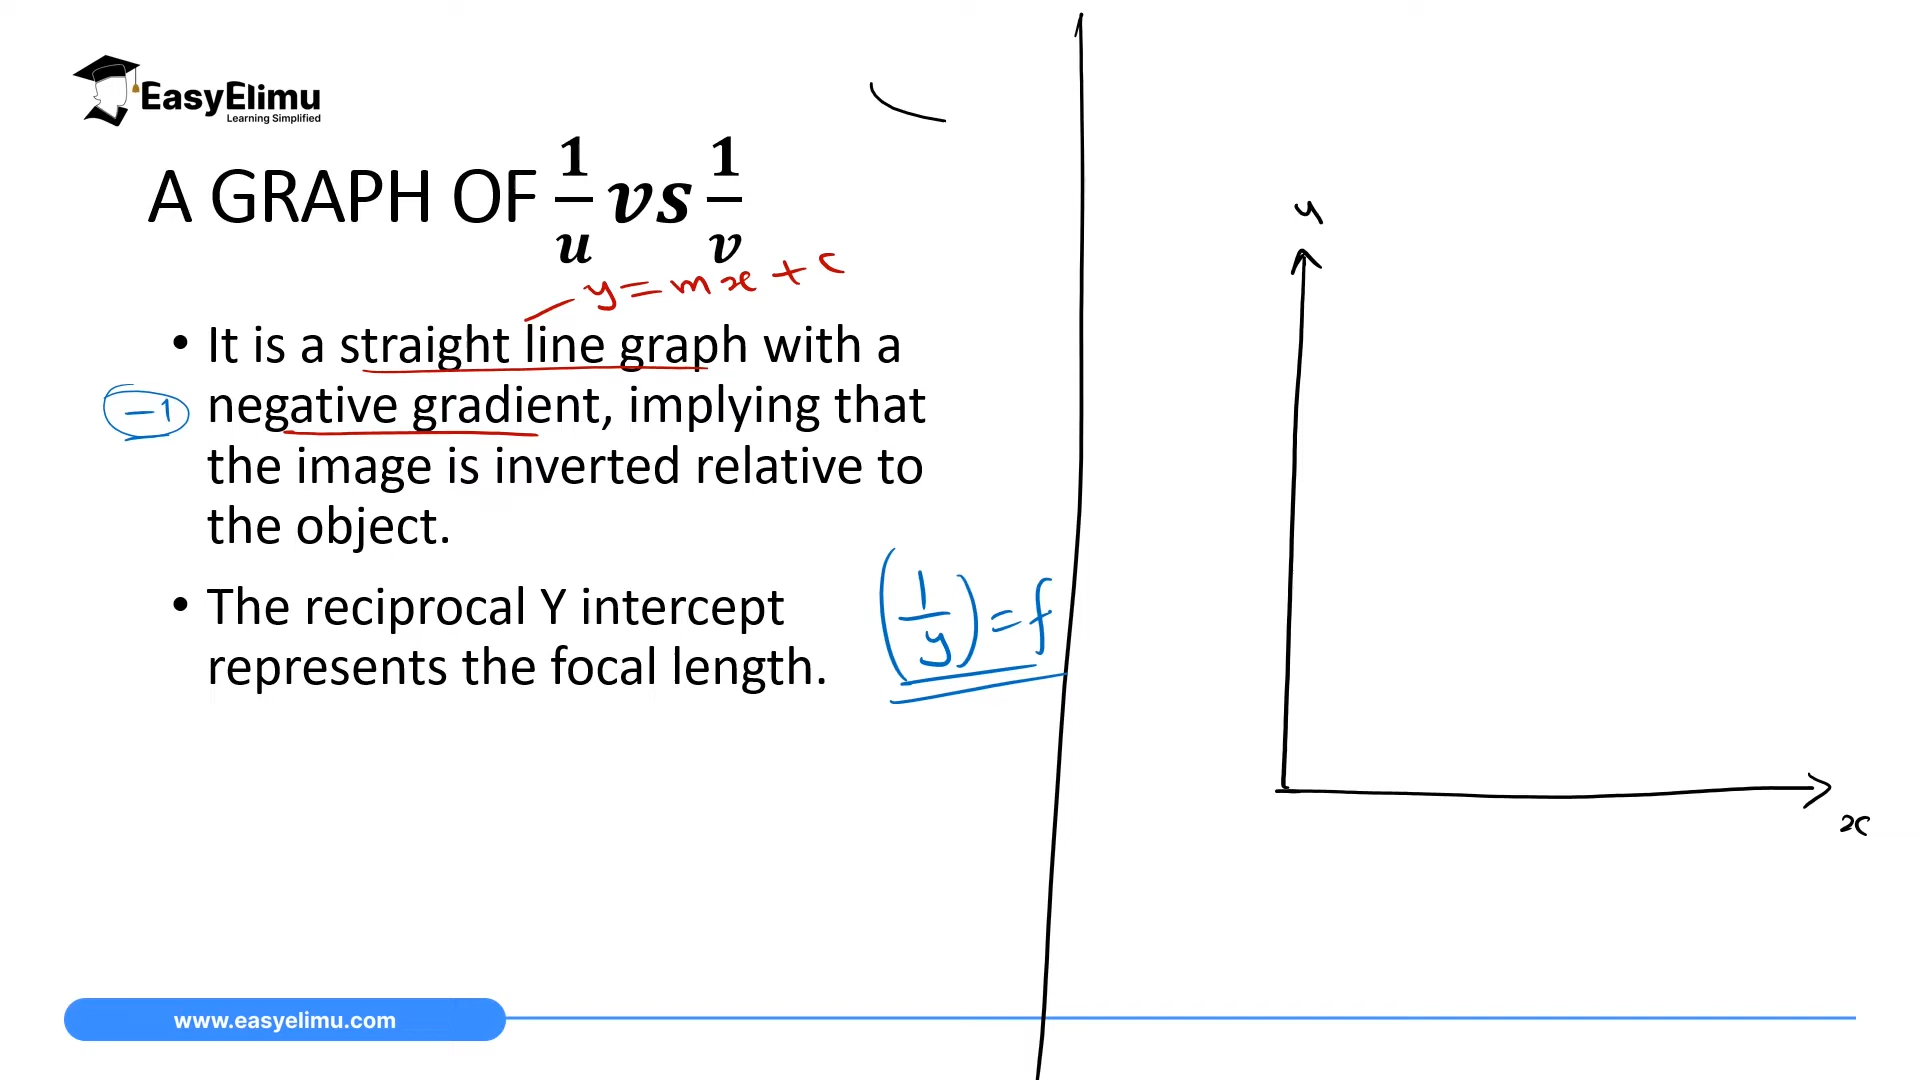 EasyElimu
Learning Simplified
A GRAPH OF 1/u vs 1/v
y = mx + c
• It is a straight line graph with a
−1 negative gradient, implying that
the image is inverted relative to
the object.
• The reciprocal Y intercept
represents the focal length.
(1/y) = f
y
x
www.easyelimu.com